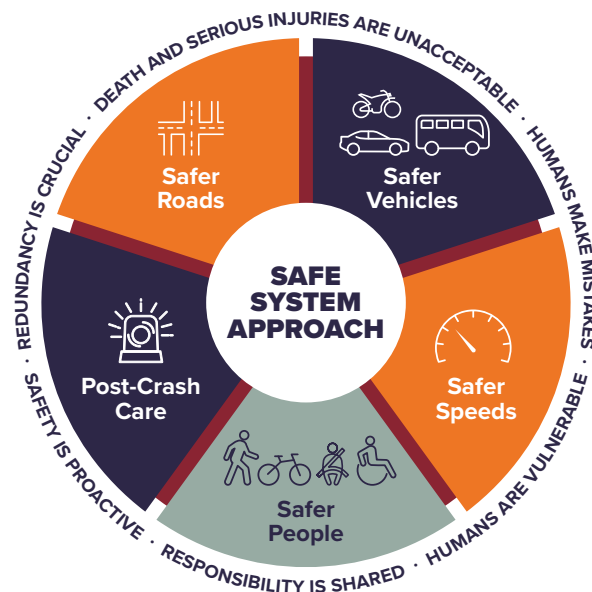 DEATH AND SERIOUS INJURIES ARE UNACCEPTABLE · HUMANS MAKE MISTAKES · HUMANS ARE VULNERABLE · RESPONSIBILITY IS SHARED · SAFETY IS PROACTIVE · REDUNDANCY IS CRUCIAL ·
Safer
Roads
Safer
Vehicles
SAFE
SYSTEM
APPROACH
Post-Crash
Care
Safer
Speeds
Safer
People